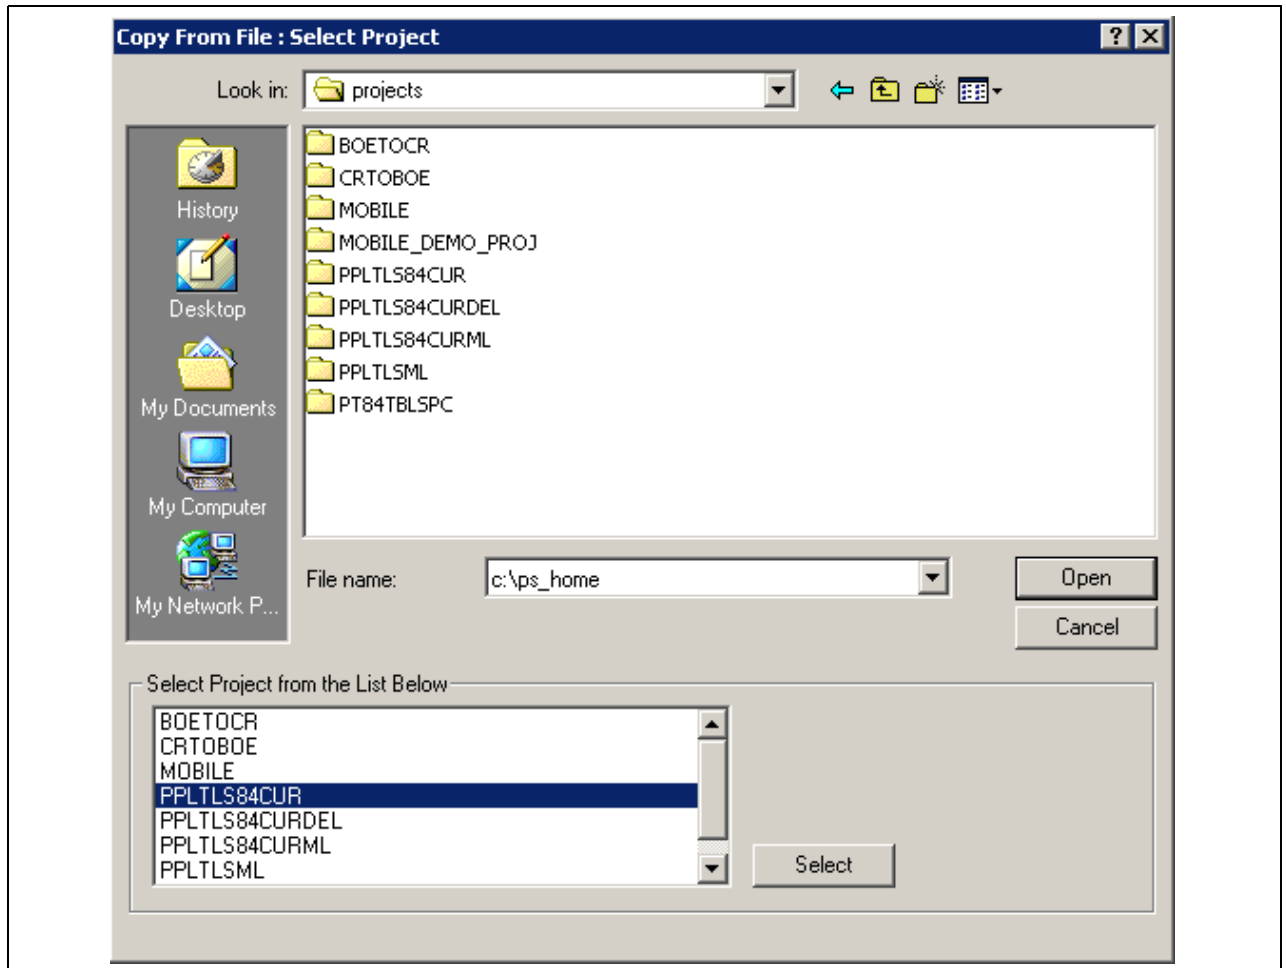 Copy From File : Select Project
Look in: projects
History
Desktop
My Documents
My Computer
My Network P...
BOETOCR
CRTOBOE
MOBILE
MOBILE_DEMO_PROJ
PPLTLS84CUR
PPLTLS84CURDEL
PPLTLS84CURML
PPLTLSML
PT84TBLSPC
File name: c:\ps_home
Open
Cancel
Select Project from the List Below
BOETOCR
CRTOBOE
MOBILE
PPLTLS84CUR
PPLTLS84CURDEL
PPLTLS84CURML
PPLTLSML
Select